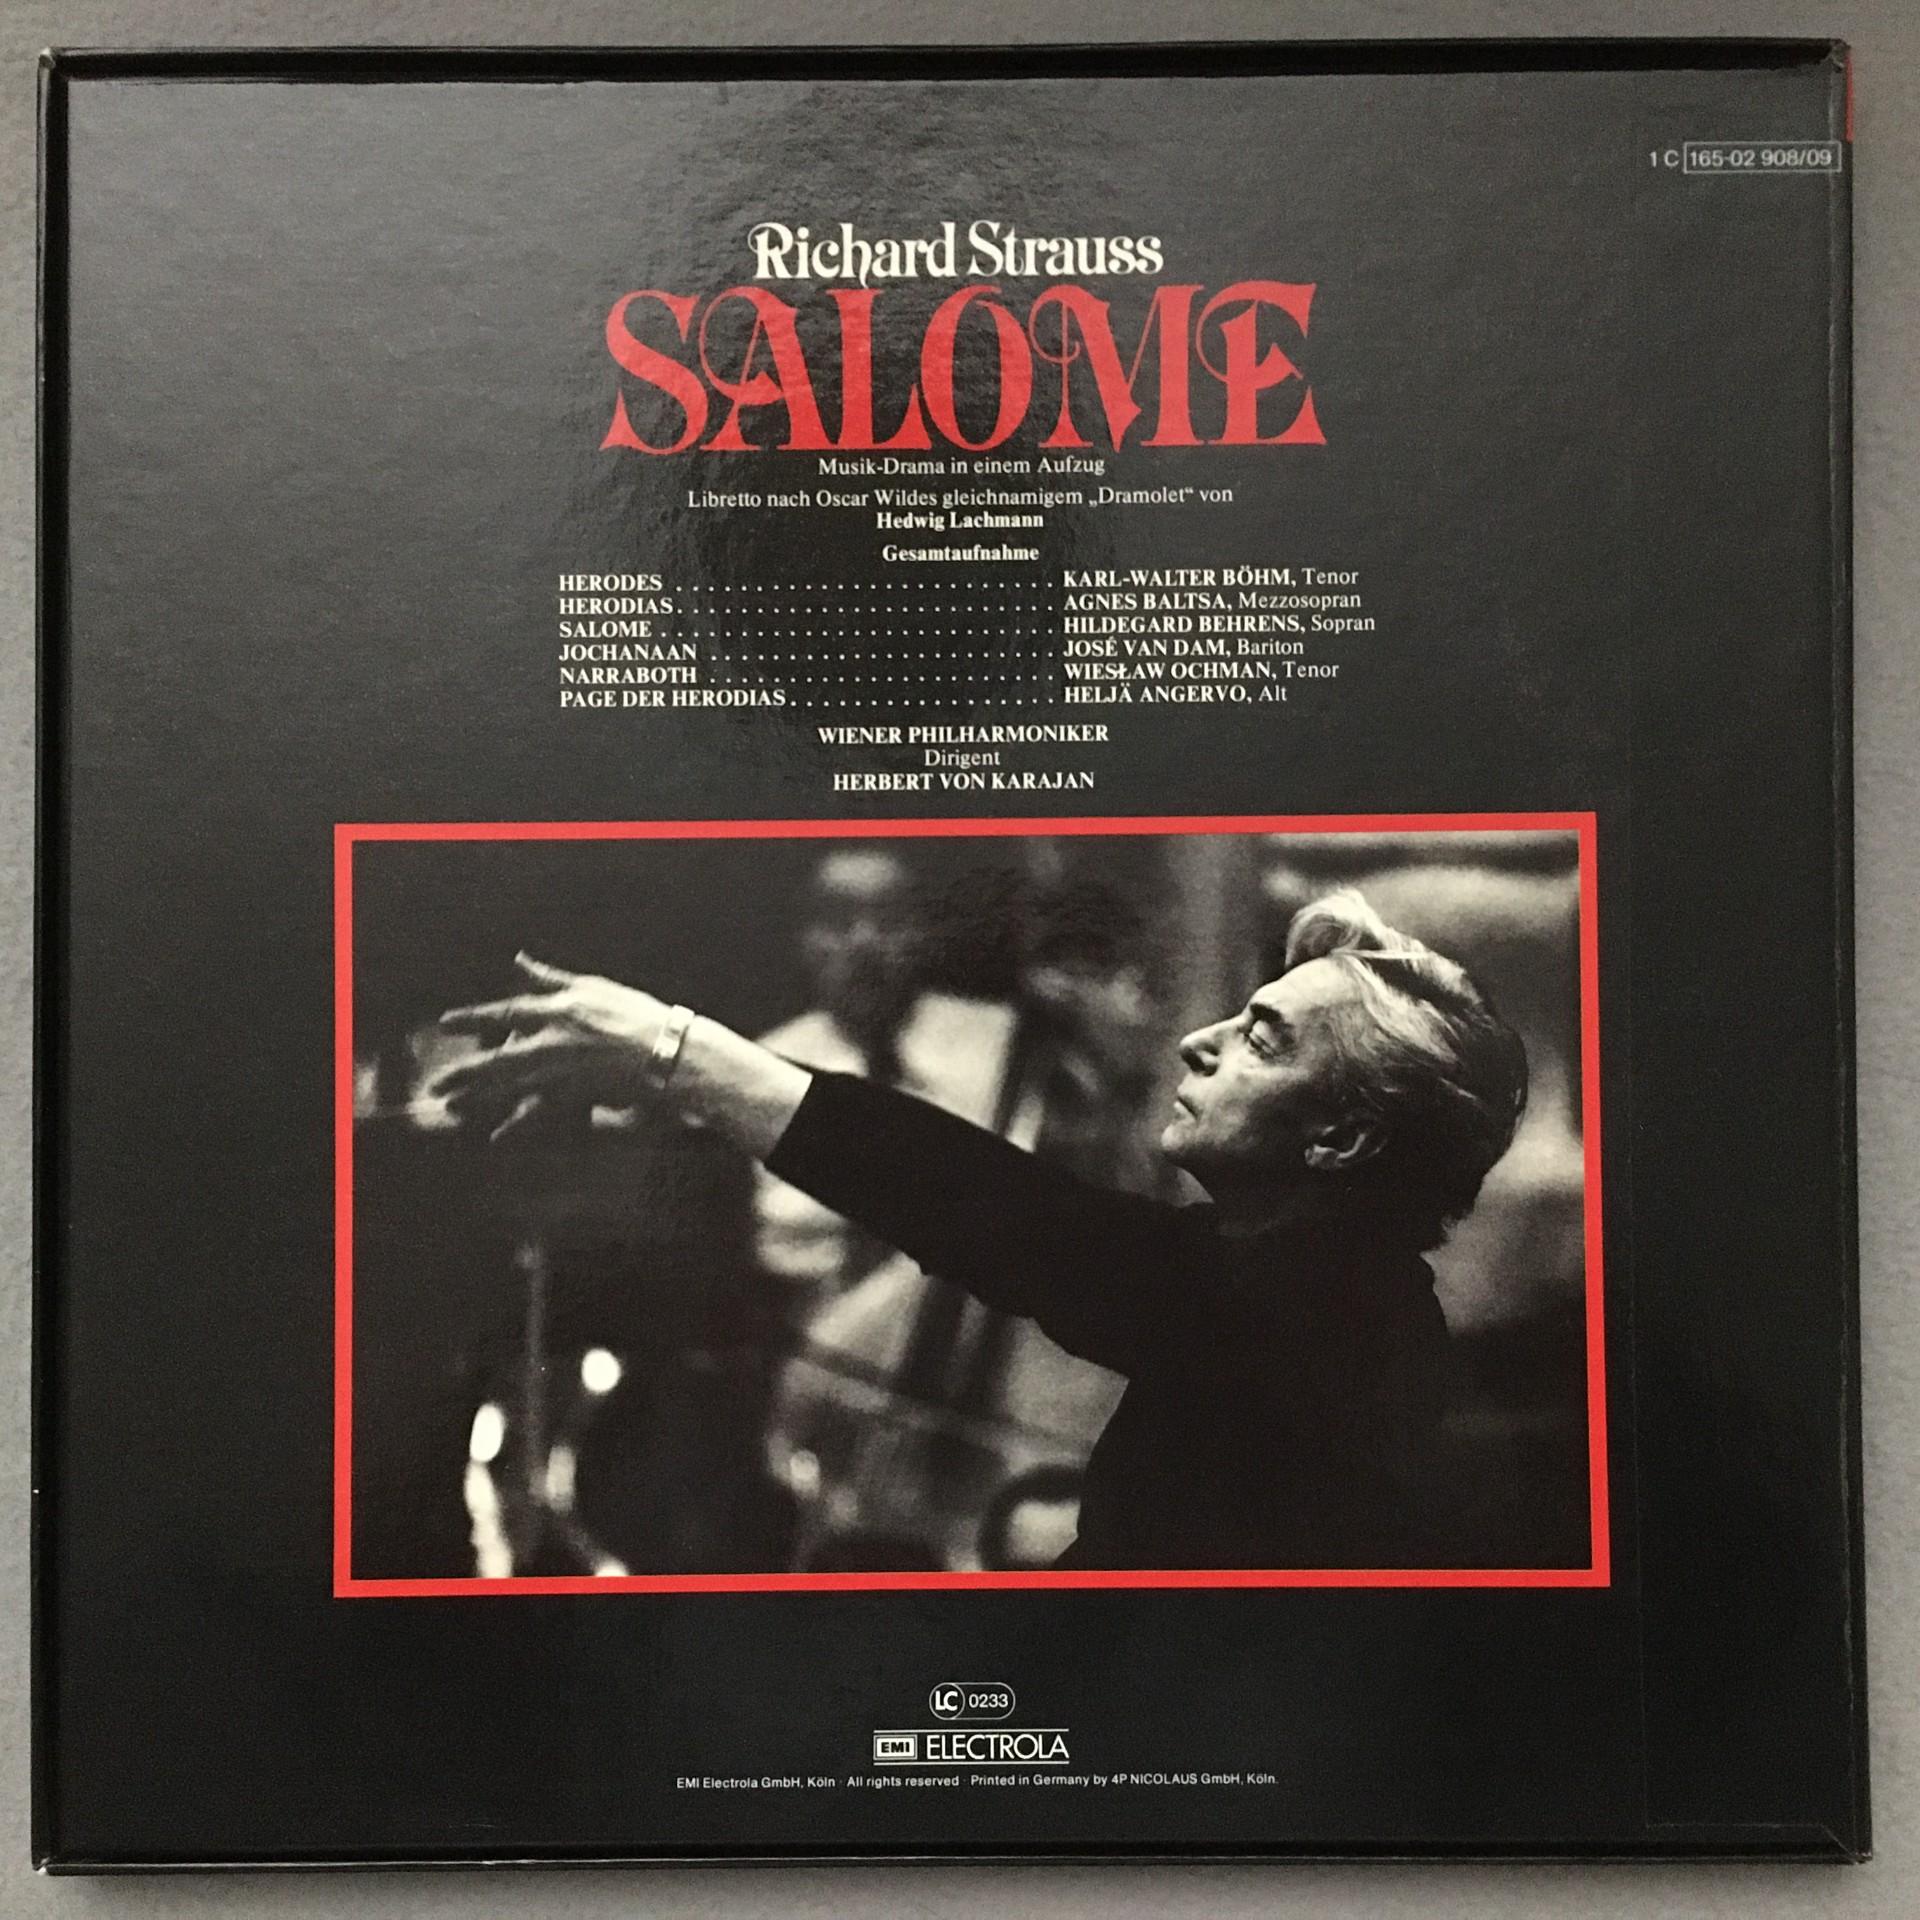 1 C 165-02 908/09
Richard Strauss
SALOME
Musik-Drama in einem Aufzug
Libretto nach Oscar Wildes gleichnamigem „Dramolet“ von
Hedwig Lachmann
Gesamtaufnahme
HERODES . . . . . . . . . . . . . . . . . . . . . . . . KARL-WALTER BÖHM, Tenor
HERODIAS . . . . . . . . . . . . . . . . . . . . . . . . AGNES BALTSA, Mezzosopran
SALOME . . . . . . . . . . . . . . . . . . . . . . . . . HILDEGARD BEHRENS, Sopran
JOCHANAAN . . . . . . . . . . . . . . . . . . . . . . JOSÉ VAN DAM, Bariton
NARRABOTH . . . . . . . . . . . . . . . . . . . . . . WIESŁAW OCHMAN, Tenor
PAGE DER HERODIAS . . . . . . . . . . . . . . . . . HELJÄ ANGERVO, Alt
WIENER PHILHARMONIKER
Dirigent
HERBERT VON KARAJAN
LC 0233
EMI ELECTROLA
EMI Electrola GmbH, Köln · All rights reserved · Printed in Germany by 4P NICOLAUS GmbH, Köln.